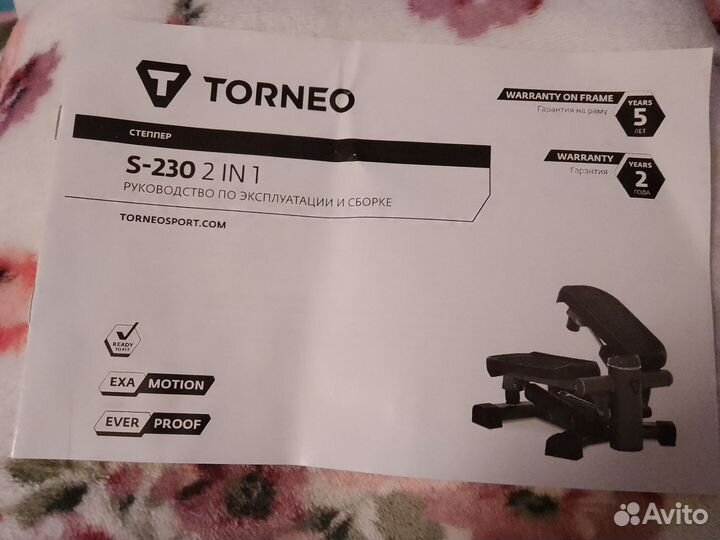 TORNEO
СТЕППЕР
S-230 2 IN 1
РУКОВОДСТВО ПО ЭКСПЛУАТАЦИИ И СБОРКЕ
TORNEOSPORT.COM
WARRANTY ON FRAME
Гарантия на раму
YEARS
5
ЛЕТ
WARRANTY
Гарантия
YEARS
2
ГОДА
READY
TO FIT
EXA MOTION
EVER PROOF
Avito